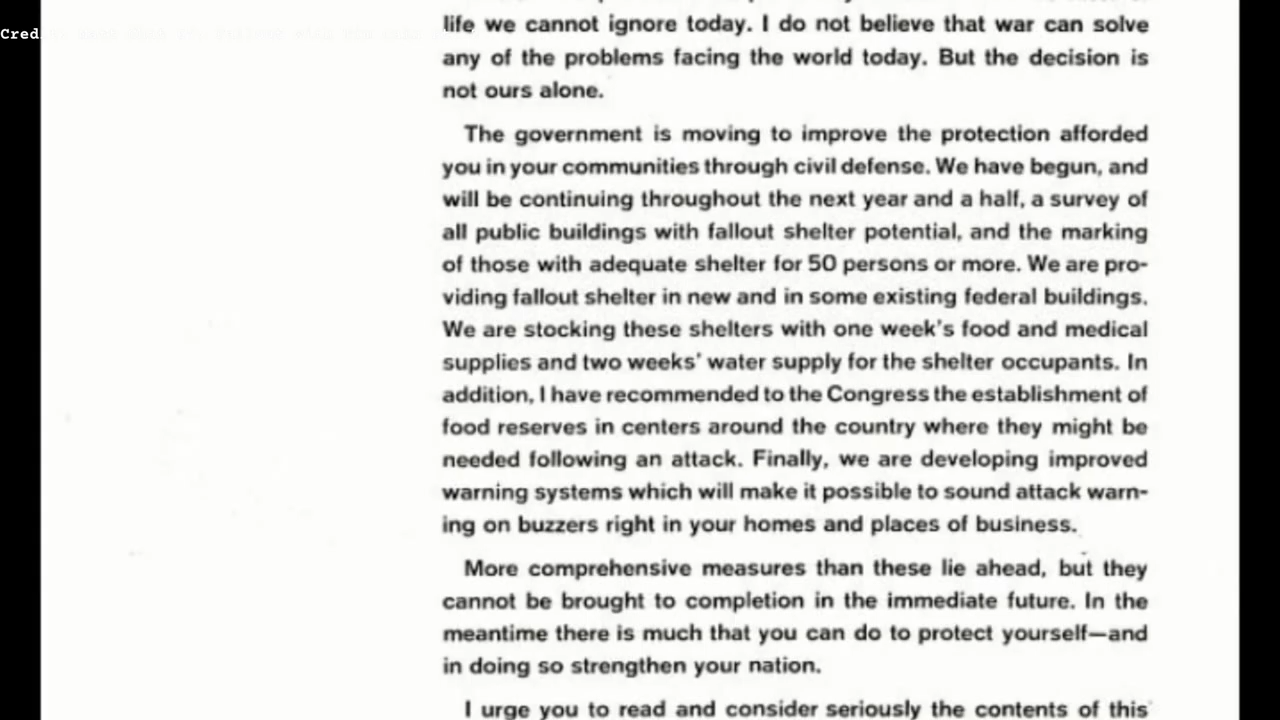 life we cannot ignore today. I do not believe that war can solve
any of the problems facing the world today. But the decision is
not ours alone.
The government is moving to improve the protection afforded
you in your communities through civil defense. We have begun, and
will be continuing throughout the next year and a half, a survey of
all public buildings with fallout shelter potential, and the marking
of those with adequate shelter for 50 persons or more. We are pro-
viding fallout shelter in new and in some existing federal buildings.
We are stocking these shelters with one week's food and medical
supplies and two weeks' water supply for the shelter occupants. In
addition, I have recommended to the Congress the establishment of
food reserves in centers around the country where they might be
needed following an attack. Finally, we are developing improved
warning systems which will make it possible to sound attack warn-
ing on buzzers right in your homes and places of business.
More comprehensive measures than these lie ahead, but they
cannot be brought to completion in the immediate future. In the
meantime there is much that you can do to protect yourself—and
in doing so strengthen your nation.
I urge you to read and consider seriously the contents of this